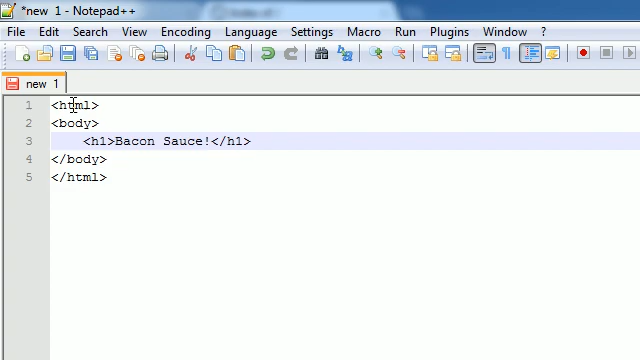 *new 1 - Notepad++
File Edit Search View Encoding Language Settings Macro Run Plugins Window ?
new 1
1 <html>
2 <body>
3 <h1>Bacon Sauce!</h1>
4 </body>
5 </html>